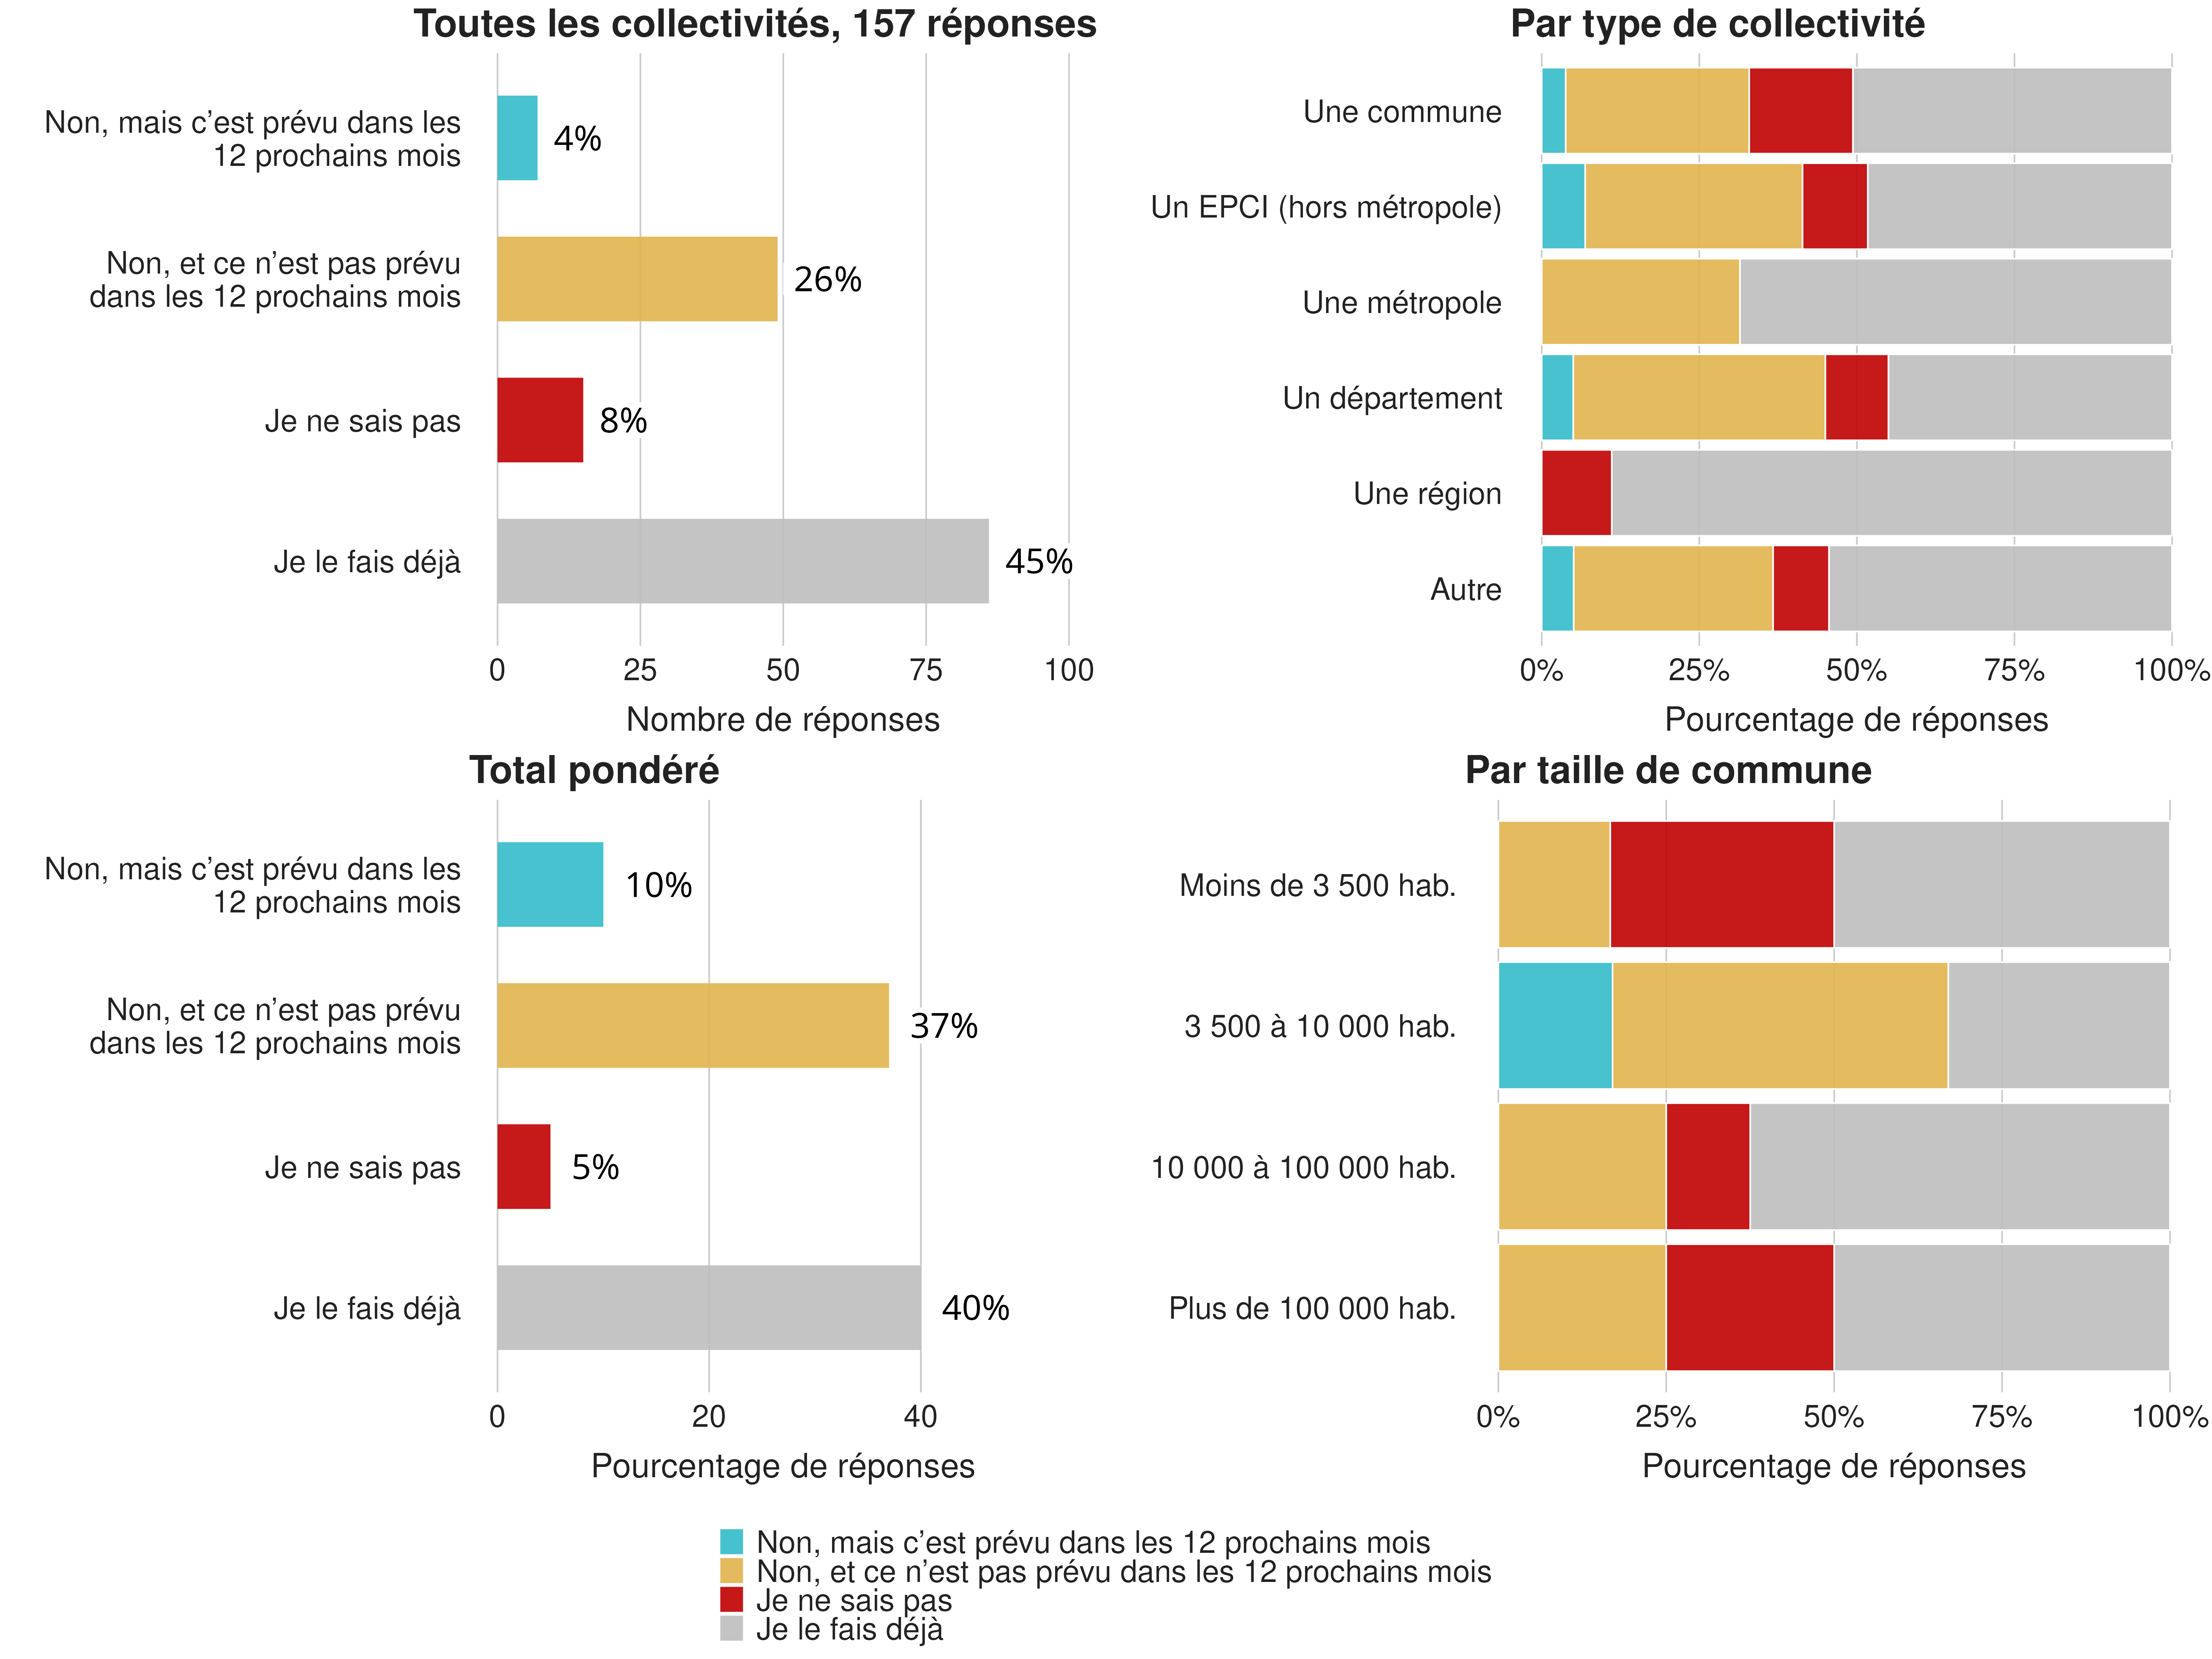 Toutes les collectivités, 157 réponses
Non, mais c’est prévu dans les
12 prochains mois
4%
Non, et ce n’est pas prévu
dans les 12 prochains mois
26%
Je ne sais pas
8%
Je le fais déjà
45%
0 25 50 75 100
Nombre de réponses
Par type de collectivité
Une commune
Un EPCI (hors métropole)
Une métropole
Un département
Une région
Autre
0% 25% 50% 75% 100%
Pourcentage de réponses
Total pondéré
Non, mais c’est prévu dans les
12 prochains mois
10%
Non, et ce n’est pas prévu
dans les 12 prochains mois
37%
Je ne sais pas
5%
Je le fais déjà
40%
0 20 40
Pourcentage de réponses
Par taille de commune
Moins de 3 500 hab.
3 500 à 10 000 hab.
10 000 à 100 000 hab.
Plus de 100 000 hab.
0% 25% 50% 75% 100%
Pourcentage de réponses
Non, mais c’est prévu dans les 12 prochains mois
Non, et ce n’est pas prévu dans les 12 prochains mois
Je ne sais pas
Je le fais déjà